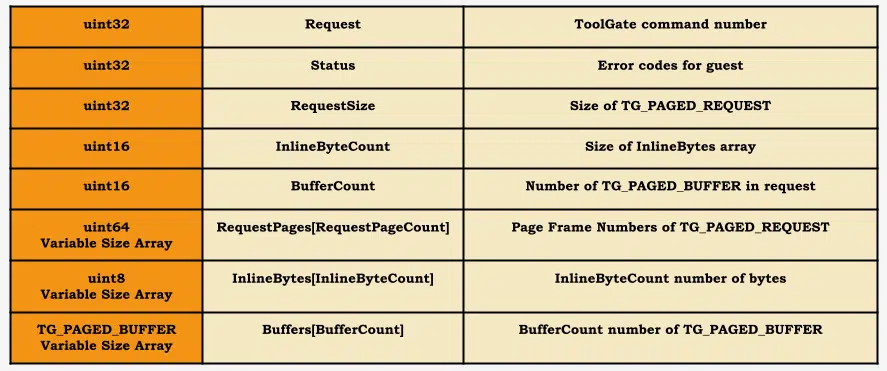 uint32 Request ToolGate command number
uint32 Status Error codes for guest
uint32 RequestSize Size of TG_PAGED_REQUEST
uint16 InlineByteCount Size of InlineBytes array
uint16 BufferCount Number of TG_PAGED_BUFFER in request
uint64 RequestPages[RequestPageCount] Page Frame Numbers of TG_PAGED_REQUEST
Variable Size Array
uint8 InlineBytes[InlineByteCount] InlineByteCount number of bytes
Variable Size Array
TG_PAGED_BUFFER Buffers[BufferCount] BufferCount number of TG_PAGED_BUFFER
Variable Size Array